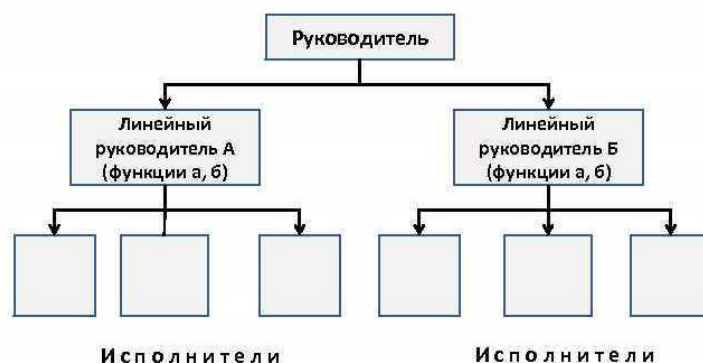 Руководитель
Линейный
руководитель А
(функции а, б)
Линейный
руководитель Б
(функции а, б)
Исполнители
Исполнители